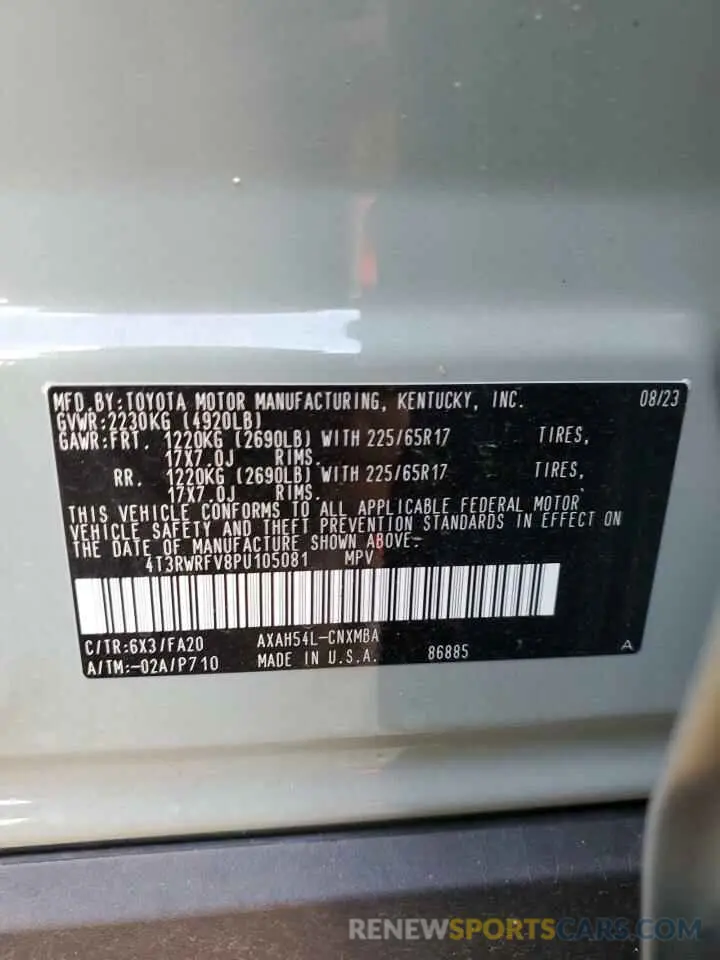 MFD.BY:TOYOTA MOTOR MANUFACTURING, KENTUCKY, INC. 08/23
GVWR:2230KG (4920LB)
GAWR:FRT. 1220KG (2690LB) WITH 225/65R17 TIRES,
17X7.0J RIMS.
RR. 1220KG (2690LB) WITH 225/65R17 TIRES,
17X7.0J RIMS.
THIS VEHICLE CONFORMS TO ALL APPLICABLE FEDERAL MOTOR
VEHICLE SAFETY AND THEFT PREVENTION STANDARDS IN EFFECT ON
THE DATE OF MANUFACTURE SHOWN ABOVE.
4T3RWRFV8PU105081 MPV
C/TR:6X3/FA20 AXAH54L-CNXMBA
A/TM:-02A/P710 MADE IN U.S.A. 86885 A
RENEWSPORTSCARS.COM